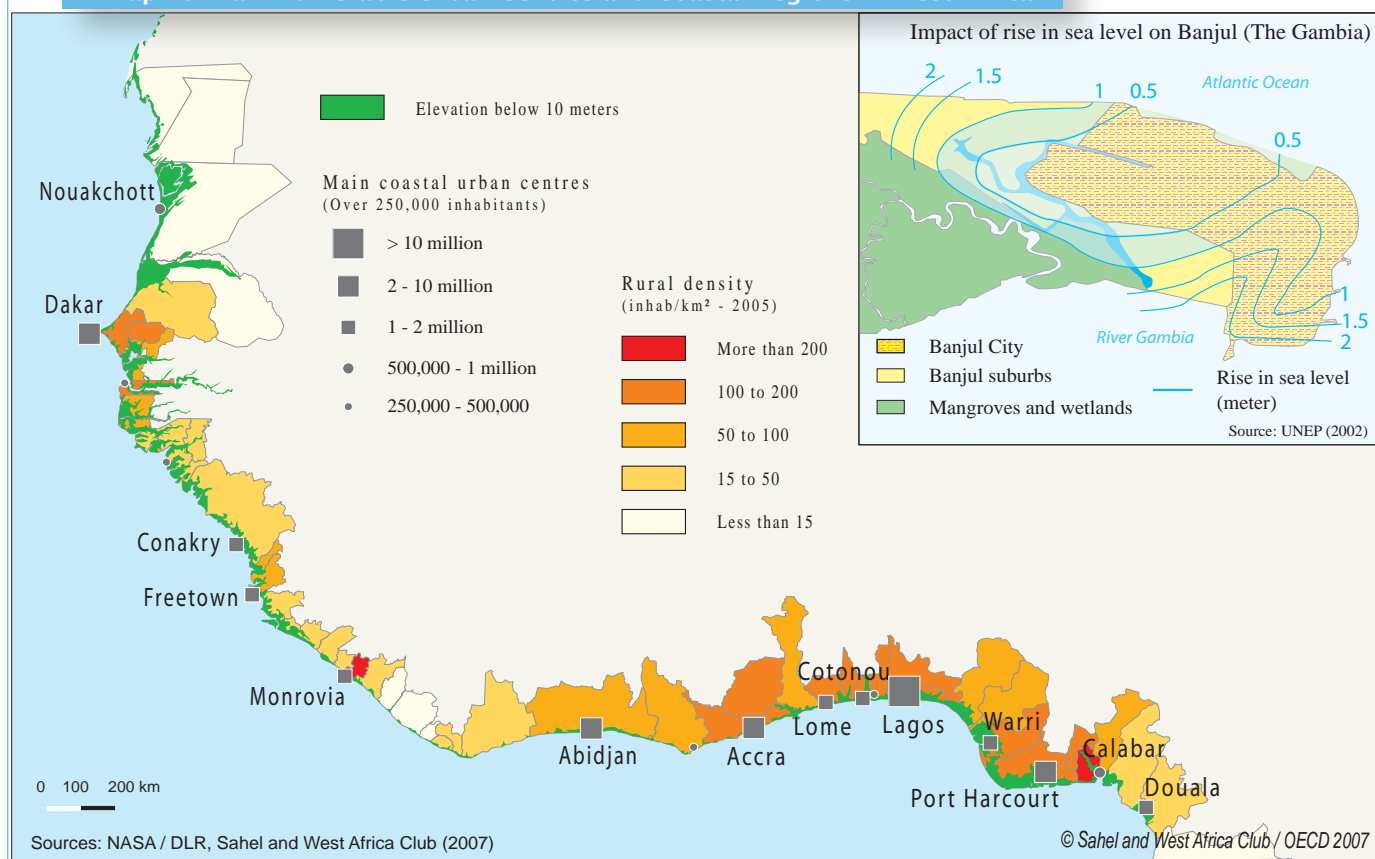 Impact of rise in sea level on Banjul (The Gambia)
2
1.5
1
0.5
Atlantic Ocean
0.5
River Gambia
1
1.5
2
Banjul City
Banjul suburbs
Mangroves and wetlands
Rise in sea level
(meter)
Source: UNEP (2002)
Elevation below 10 meters
Main coastal urban centres
(Over 250,000 inhabitants)
> 10 million
2 - 10 million
1 - 2 million
500,000 - 1 million
250,000 - 500,000
Rural density
(inhab/km² - 2005)
More than 200
100 to 200
50 to 100
15 to 50
Less than 15
Nouakchott
Dakar
Conakry
Freetown
Monrovia
Abidjan
Accra
Lome
Cotonou
Lagos
Warri
Port Harcourt
Calabar
Douala
0 100 200 km
Sources: NASA / DLR, Sahel and West Africa Club (2007)
© Sahel and West Africa Club / OECD 2007